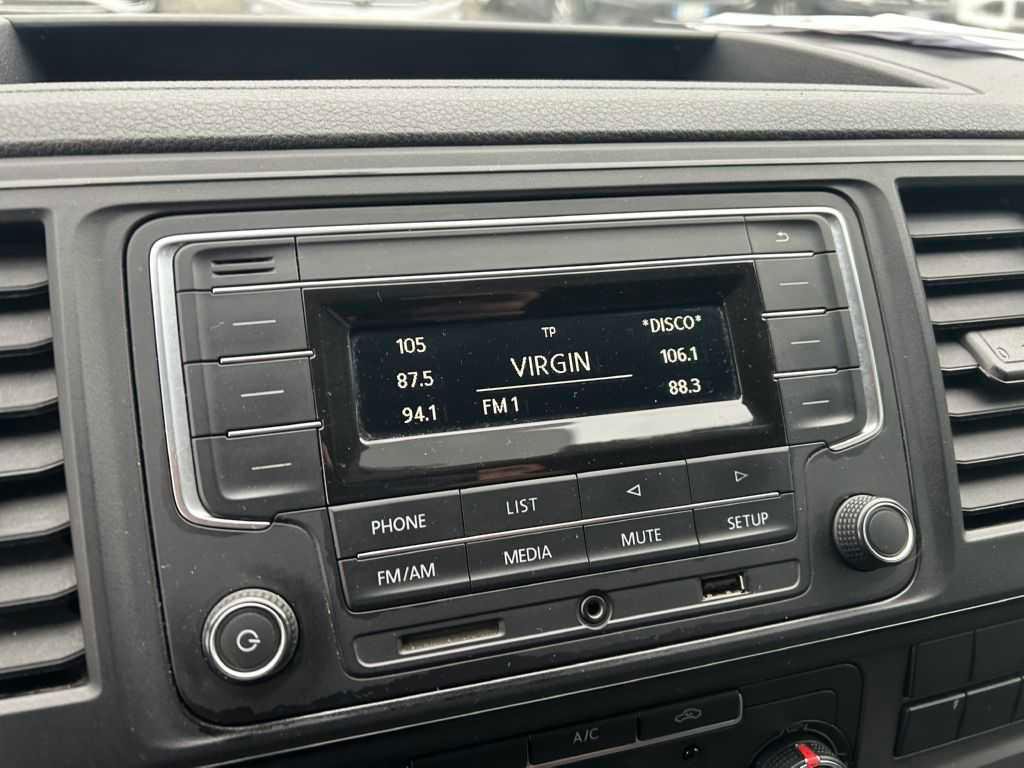 105
87.5
94.1
TP
VIRGIN
FM 1
*DISCO*
106.1
88.3
PHONE
LIST
FM/AM
MEDIA
MUTE
SETUP
A/C